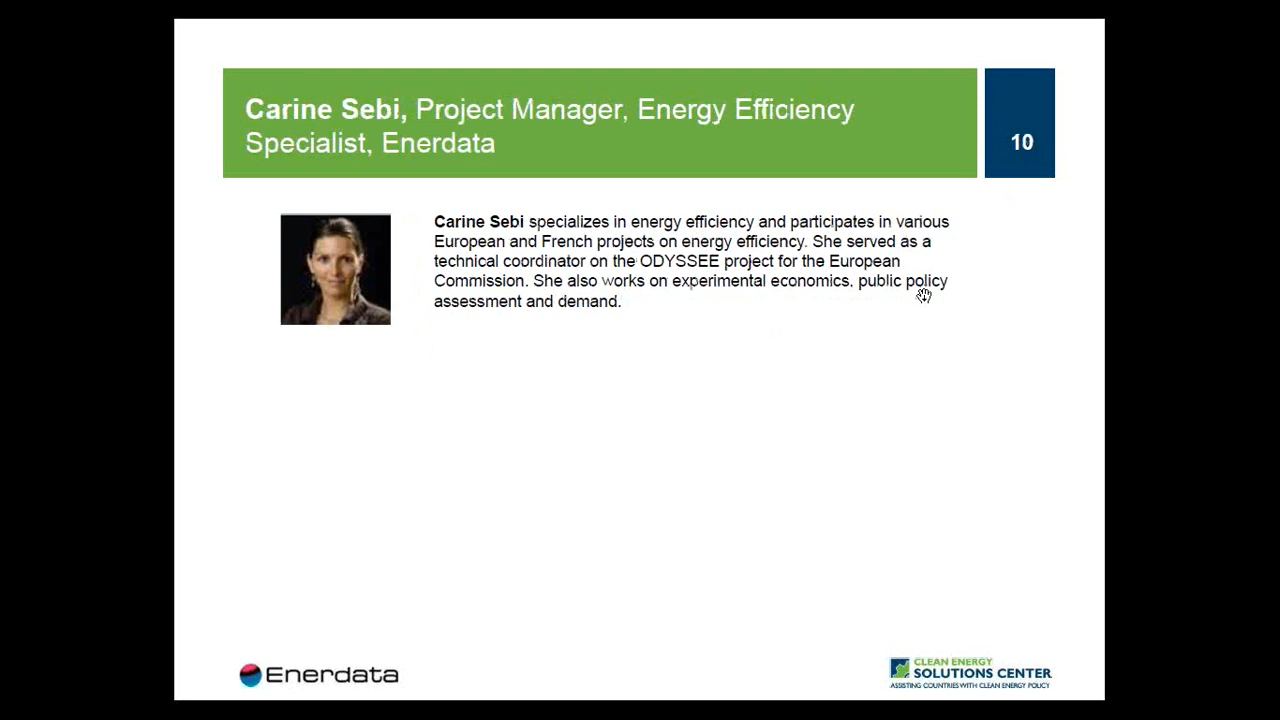 Carine Sebi, Project Manager, Energy Efficiency
Specialist, Enerdata
10
Carine Sebi specializes in energy efficiency and participates in various
European and French projects on energy efficiency. She served as a
technical coordinator on the ODYSSEE project for the European
Commission. She also works on experimental economics, public policy
assessment and demand.
Enerdata
CLEAN ENERGY
SOLUTIONS CENTER
ASSISTING COUNTRIES WITH CLEAN ENERGY POLICY